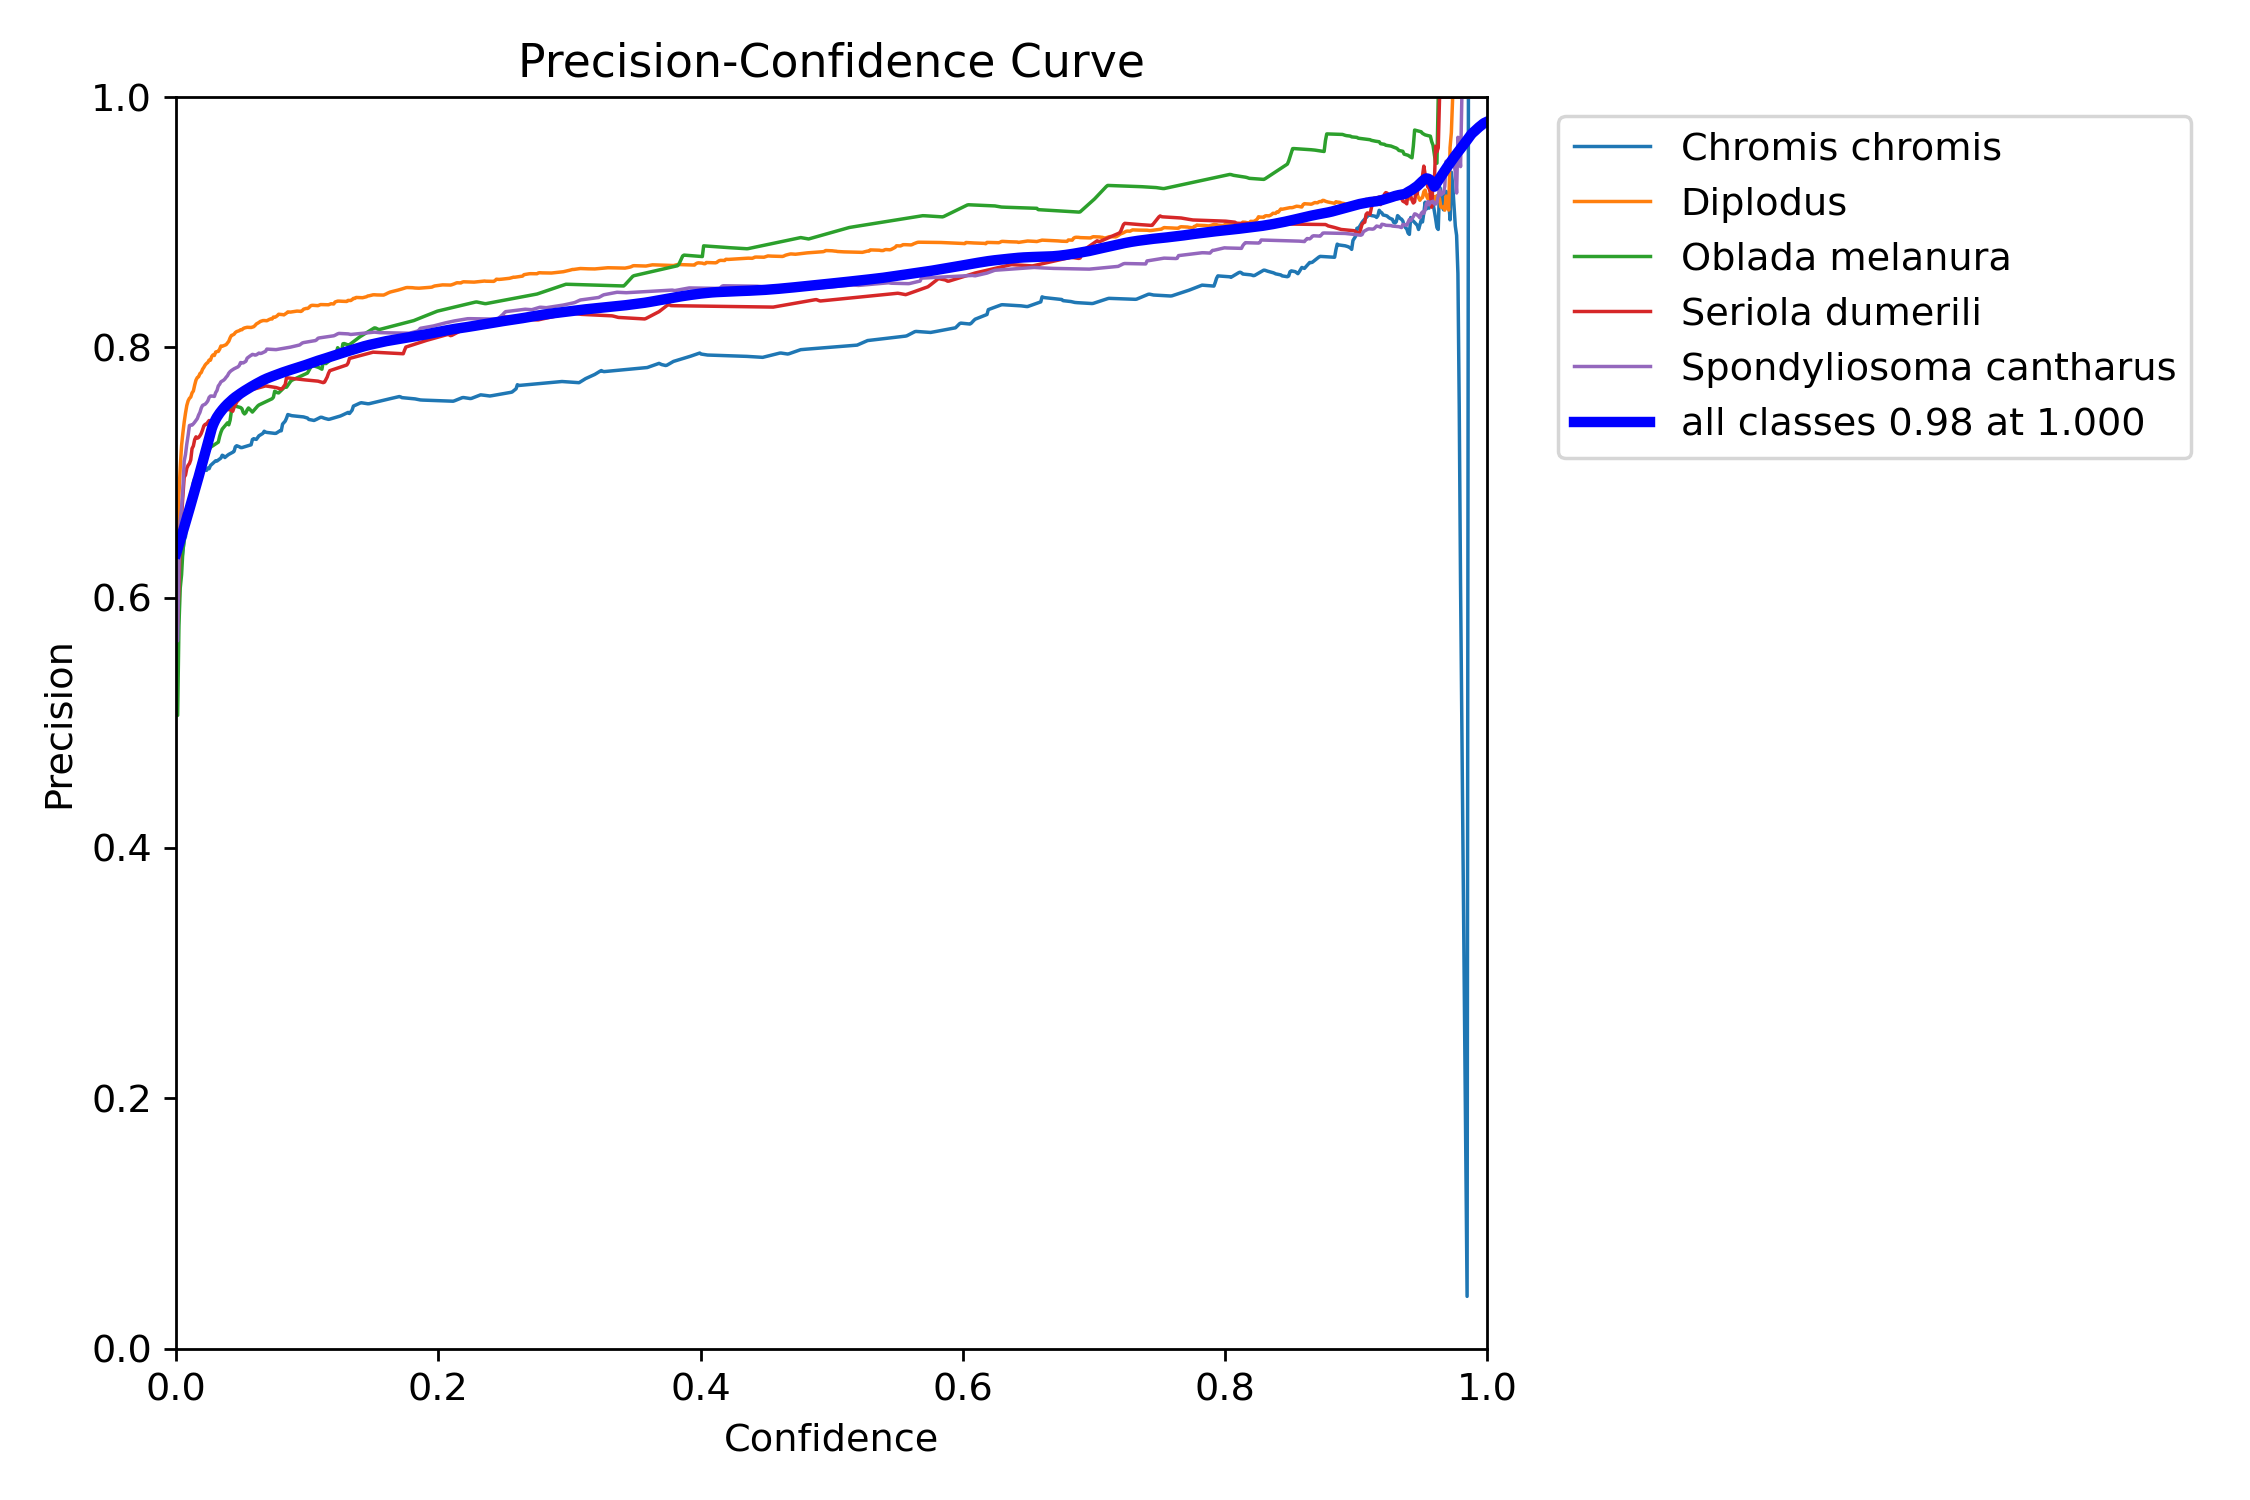 Precision-Confidence Curve
1.0
0.8
0.6
0.4
0.2
0.0
Precision
0.0 0.2 0.4 0.6 0.8 1.0
Confidence
Chromis chromis
Diplodus
Oblada melanura
Seriola dumerili
Spondyliosoma cantharus
all classes 0.98 at 1.000